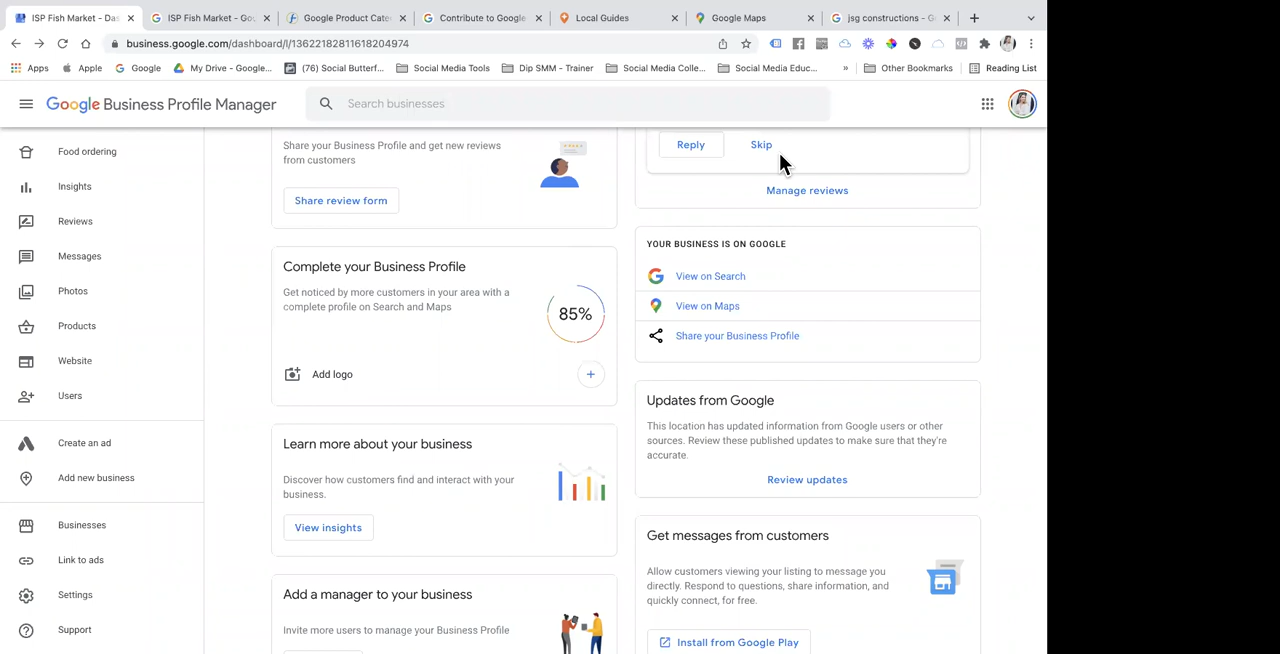 ISP Fish Market - Das
ISP Fish Market - Goo
Google Product Cate
Contribute to Google
Local Guides
Google Maps
jsg constructions - G
business.google.com/dashboard/l/13622182811618204974
Apps
Apple
Google
My Drive - Google...
(76) Social Butterf...
Social Media Tools
Dip SMM - Trainer
Social Media Colle...
Social Media Educ...
»
Other Bookmarks
Reading List
Google Business Profile Manager
Search businesses
Food ordering
Insights
Reviews
Messages
Photos
Products
Website
Users
Create an ad
Add new business
Businesses
Link to ads
Settings
Support
Share your Business Profile and get new reviews
from customers
Share review form
Complete your Business Profile
Get noticed by more customers in your area with a
complete profile on Search and Maps
85%
Add logo
Learn more about your business
Discover how customers find and interact with your
business.
View insights
Add a manager to your business
Invite more users to manage your Business Profile
Reply
Skip
Manage reviews
YOUR BUSINESS IS ON GOOGLE
View on Search
View on Maps
Share your Business Profile
Updates from Google
This location has updated information from Google users or other
sources. Review these published updates to make sure that they're
accurate.
Review updates
Get messages from customers
Allow customers viewing your listing to message you
directly. Respond to questions, share information, and
quickly connect, for free.
Install from Google Play